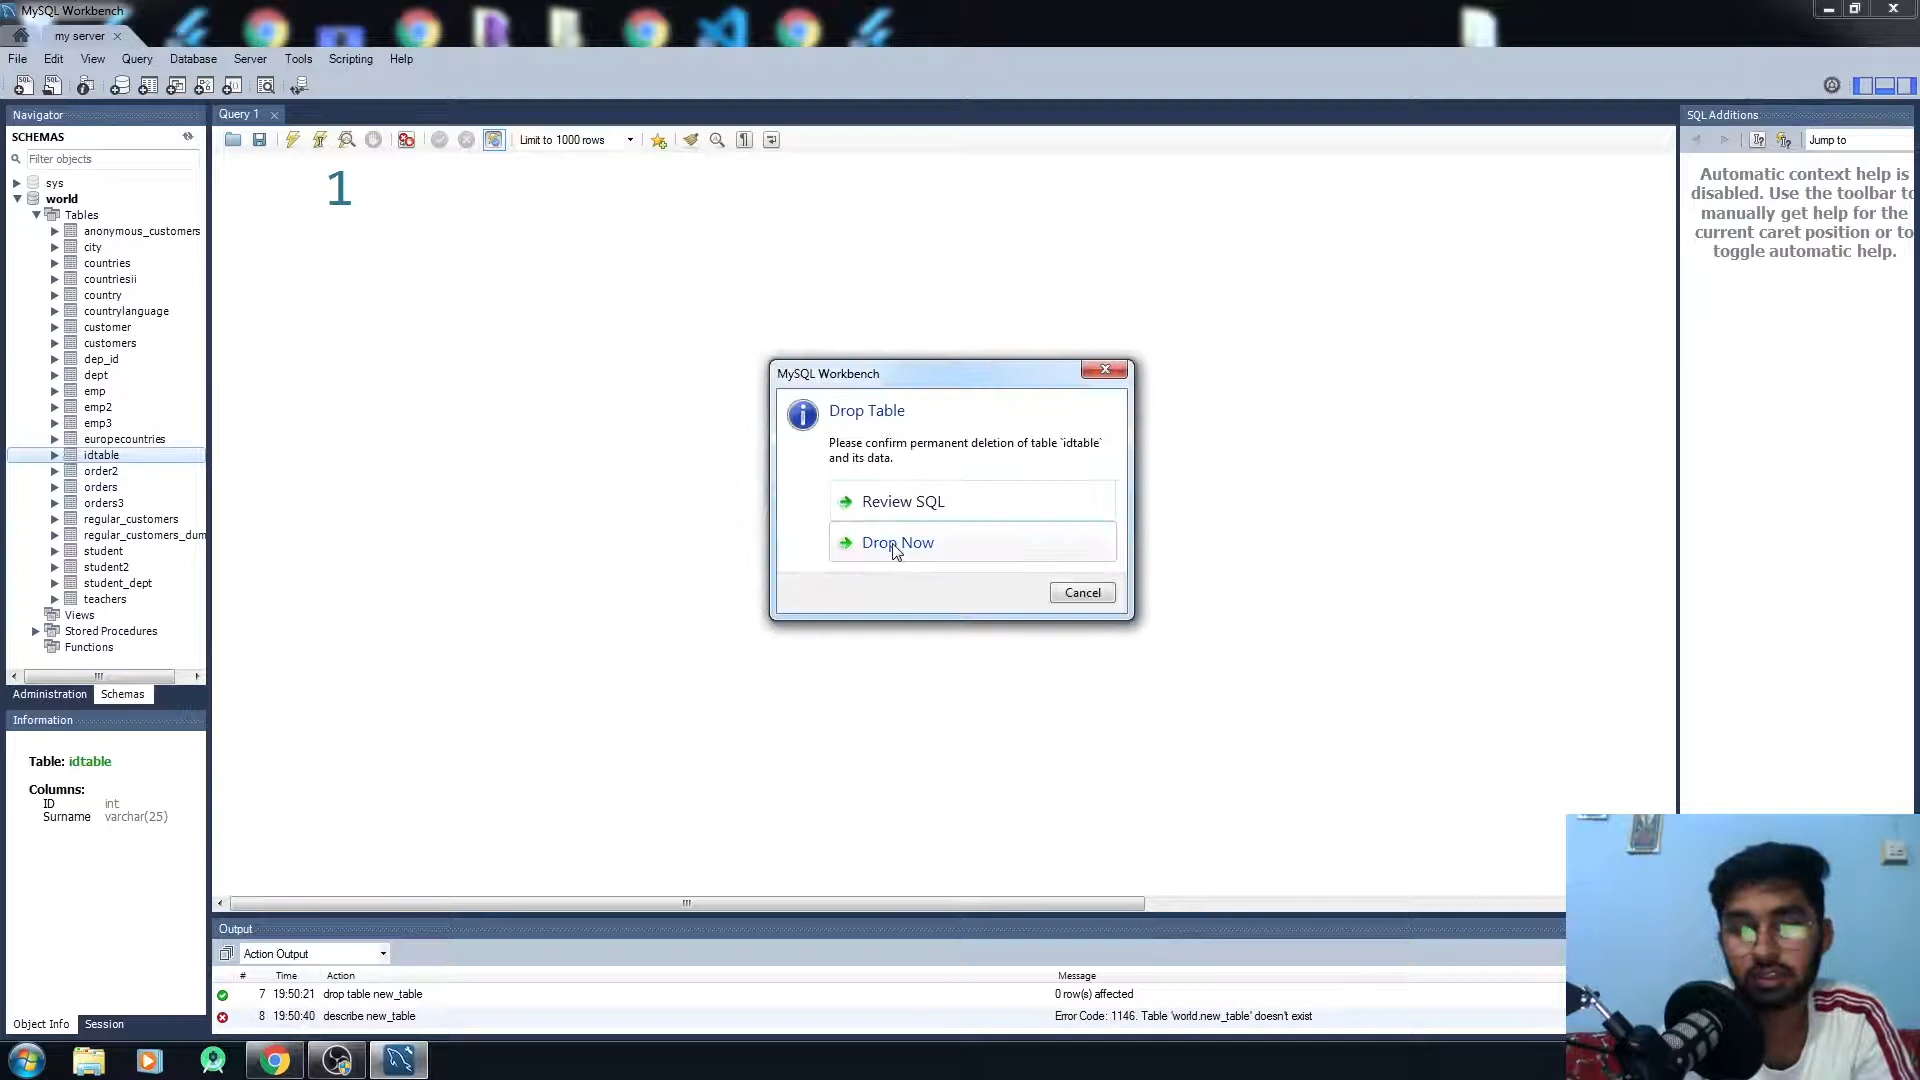 MySQL Workbench
my server
File Edit View Query Database Server Tools Scripting Help
Navigator
SCHEMAS
Filter objects
sys
world
Tables
anonymous_customers
city
countries
countriesii
country
countrylanguage
customer
customers
dep_id
dept
emp
emp2
emp3
europecountries
idtable
order2
orders
orders3
regular_customers
regular_customers_dum
student
student2
student_dept
teachers
Views
Stored Procedures
Functions
Administration Schemas
Information
Table: idtable
Columns:
ID int
Surname varchar(25)
Object Info Session
Query 1
Limit to 1000 rows
1
MySQL Workbench
Drop Table
Please confirm permanent deletion of table `idtable`
and its data.
Review SQL
Drop Now
Cancel
SQL Additions
Jump to
Automatic context help is
disabled. Use the toolbar to
manually get help for the
current caret position or to
toggle automatic help.
Output
Action Output
# Time Action Message
7 19:50:21 drop table new_table 0 row(s) affected
8 19:50:40 describe new_table Error Code: 1146. Table 'world.new_table' doesn't exist